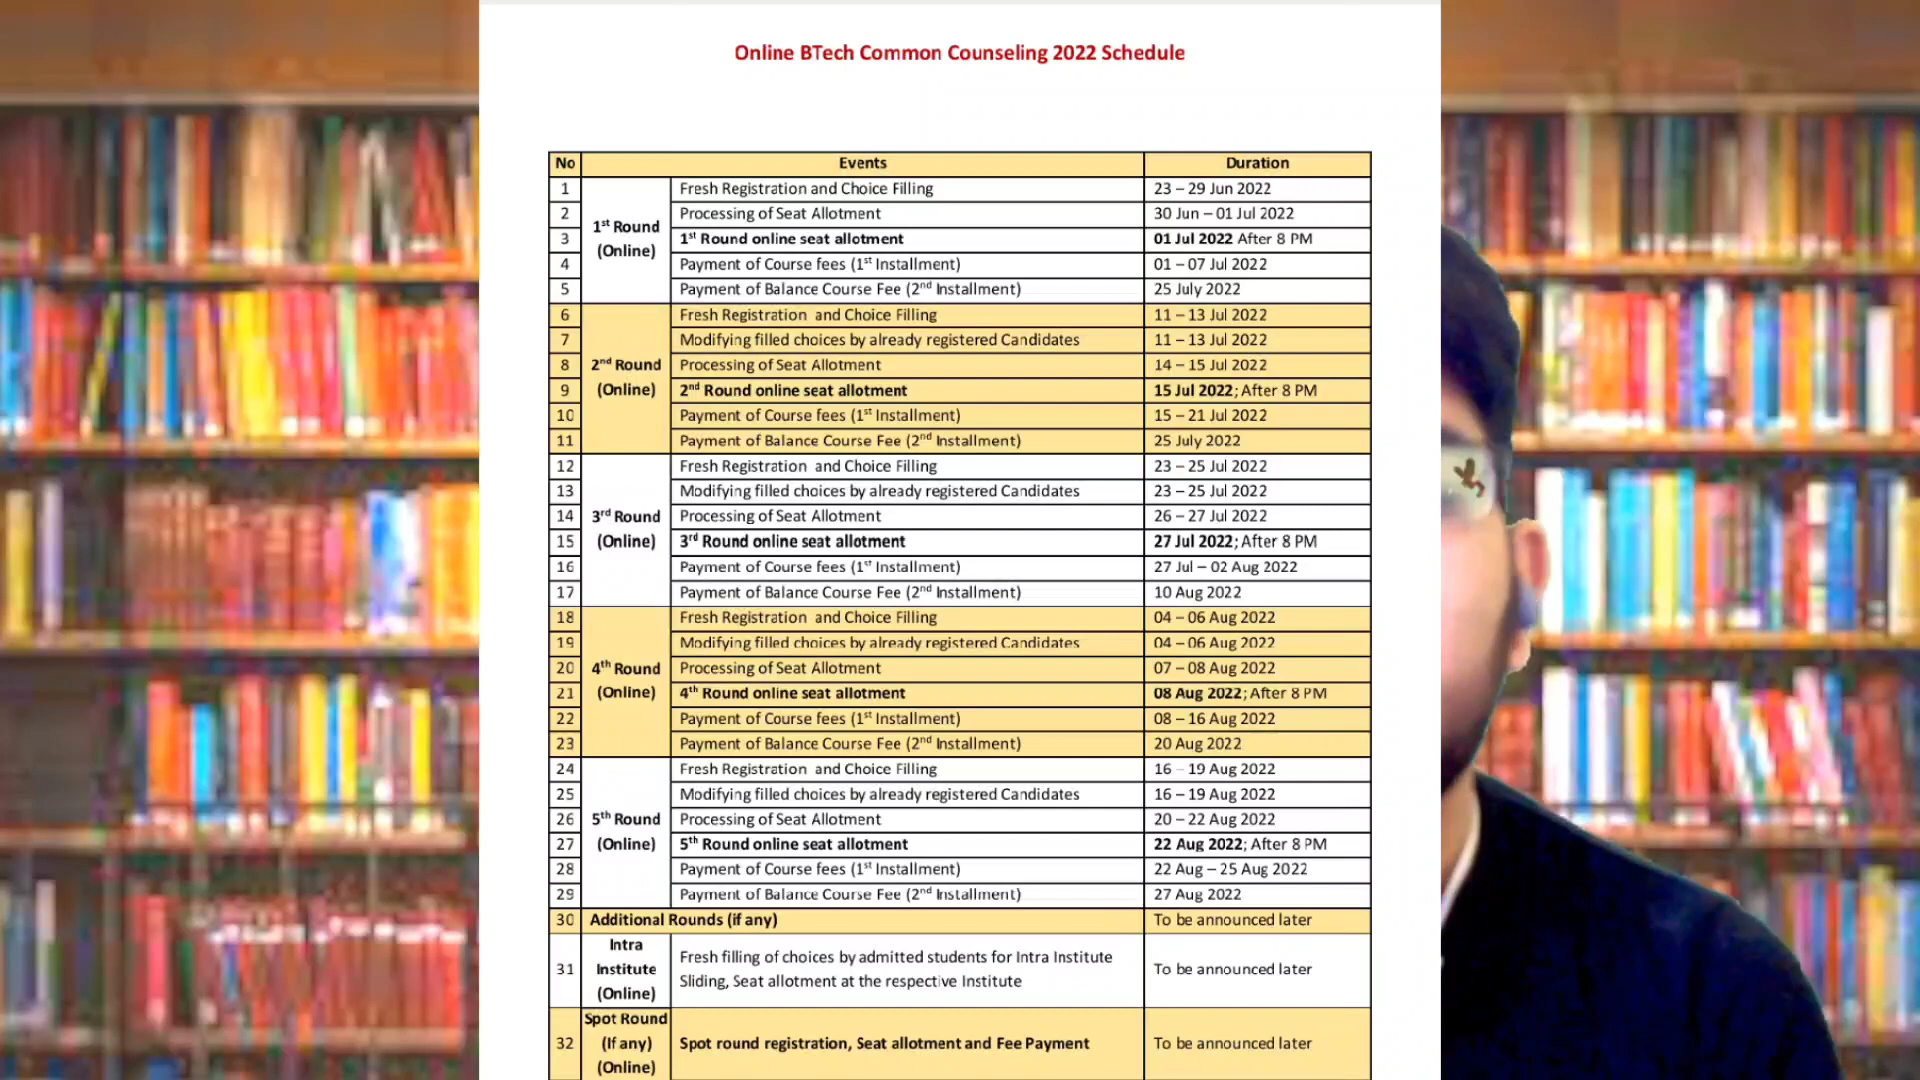 Online BTech Common Counseling 2022 Schedule
No Events Duration
1st Round (Online)
1 Fresh Registration and Choice Filling 23 – 29 Jun 2022
2 Processing of Seat Allotment 30 Jun – 01 Jul 2022
3 1st Round online seat allotment 01 Jul 2022 After 8 PM
4 Payment of Course fees (1st Installment) 01 – 07 Jul 2022
5 Payment of Balance Course Fee (2nd Installment) 25 July 2022
2nd Round (Online)
6 Fresh Registration and Choice Filling 11 – 13 Jul 2022
7 Modifying filled choices by already registered Candidates 11 – 13 Jul 2022
8 Processing of Seat Allotment 14 – 15 Jul 2022
9 2nd Round online seat allotment 15 Jul 2022; After 8 PM
10 Payment of Course fees (1st Installment) 15 – 21 Jul 2022
11 Payment of Balance Course Fee (2nd Installment) 25 July 2022
3rd Round (Online)
12 Fresh Registration and Choice Filling 23 – 25 Jul 2022
13 Modifying filled choices by already registered Candidates 23 – 25 Jul 2022
14 Processing of Seat Allotment 26 – 27 Jul 2022
15 3rd Round online seat allotment 27 Jul 2022; After 8 PM
16 Payment of Course fees (1st Installment) 27 Jul – 02 Aug 2022
17 Payment of Balance Course Fee (2nd Installment) 10 Aug 2022
4th Round (Online)
18 Fresh Registration and Choice Filling 04 – 06 Aug 2022
19 Modifying filled choices by already registered Candidates 04 – 06 Aug 2022
20 Processing of Seat Allotment 07 – 08 Aug 2022
21 4th Round online seat allotment 08 Aug 2022; After 8 PM
22 Payment of Course fees (1st Installment) 08 – 16 Aug 2022
23 Payment of Balance Course Fee (2nd Installment) 20 Aug 2022
5th Round (Online)
24 Fresh Registration and Choice Filling 16 – 19 Aug 2022
25 Modifying filled choices by already registered Candidates 16 – 19 Aug 2022
26 Processing of Seat Allotment 20 – 22 Aug 2022
27 5th Round online seat allotment 22 Aug 2022; After 8 PM
28 Payment of Course fees (1st Installment) 22 Aug – 25 Aug 2022
29 Payment of Balance Course Fee (2nd Installment) 27 Aug 2022
30 Additional Rounds (if any) To be announced later
Intra
Institute
(Online)
31 Fresh filling of choices by admitted students for Intra Institute
Sliding, Seat allotment at the respective Institute To be announced later
Spot Round
(If any)
(Online)
32 Spot round registration, Seat allotment and Fee Payment To be announced later